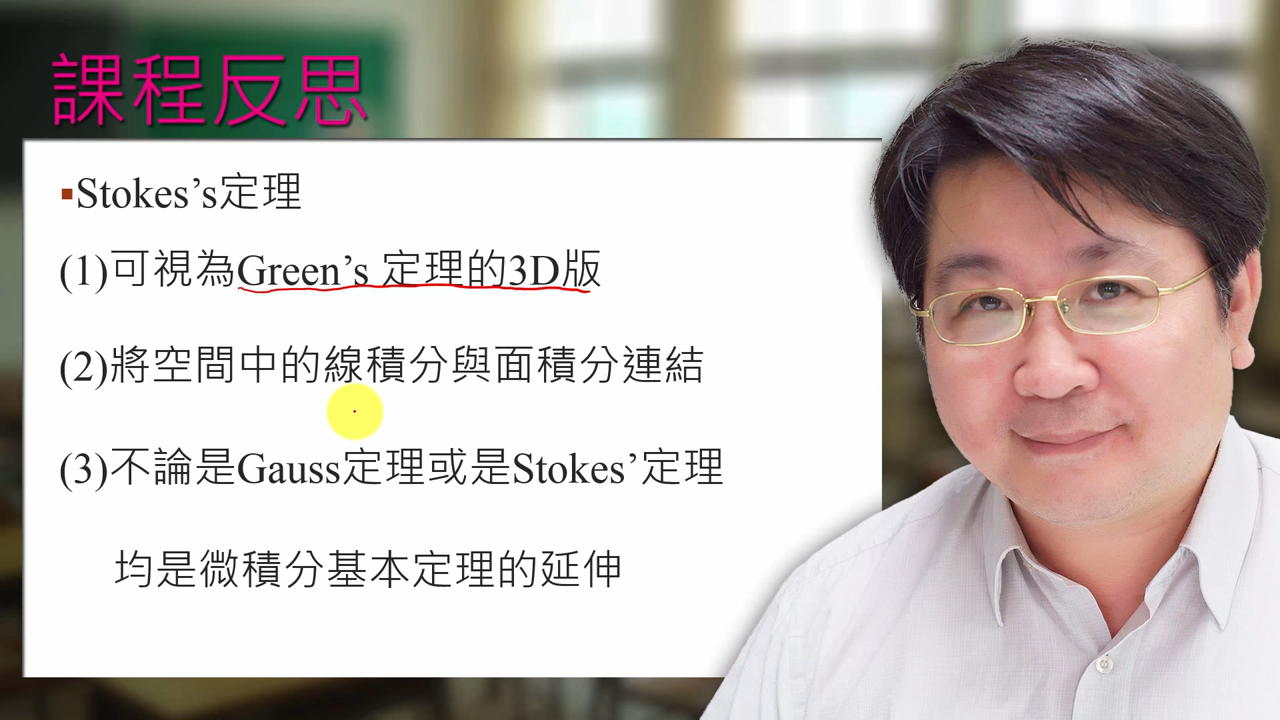 課程反思
▪Stokes’s定理
(1)可視為Green’s 定理的3D版
(2)將空間中的線積分與面積分連結
(3)不論是Gauss定理或是Stokes’定理
均是微積分基本定理的延伸